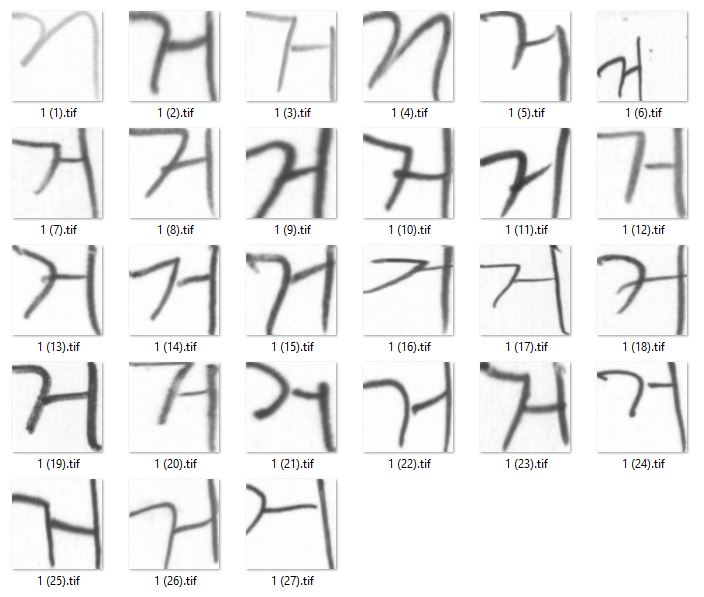 거 거 거 거
1 (1).tif 1 (2).tif 1 (3).tif 1 (4).tif 1 (5).tif 1 (6).tif
거 거 거 거 거 거
1 (7).tif 1 (8).tif 1 (9).tif 1 (10).tif 1 (11).tif 1 (12).tif
거 거 거 거 거 거
1 (13).tif 1 (14).tif 1 (15).tif 1 (16).tif 1 (17).tif 1 (18).tif
거 거 거 거 거 거
1 (19).tif 1 (20).tif 1 (21).tif 1 (22).tif 1 (23).tif 1 (24).tif
거 거 거
1 (25).tif 1 (26).tif 1 (27).tif